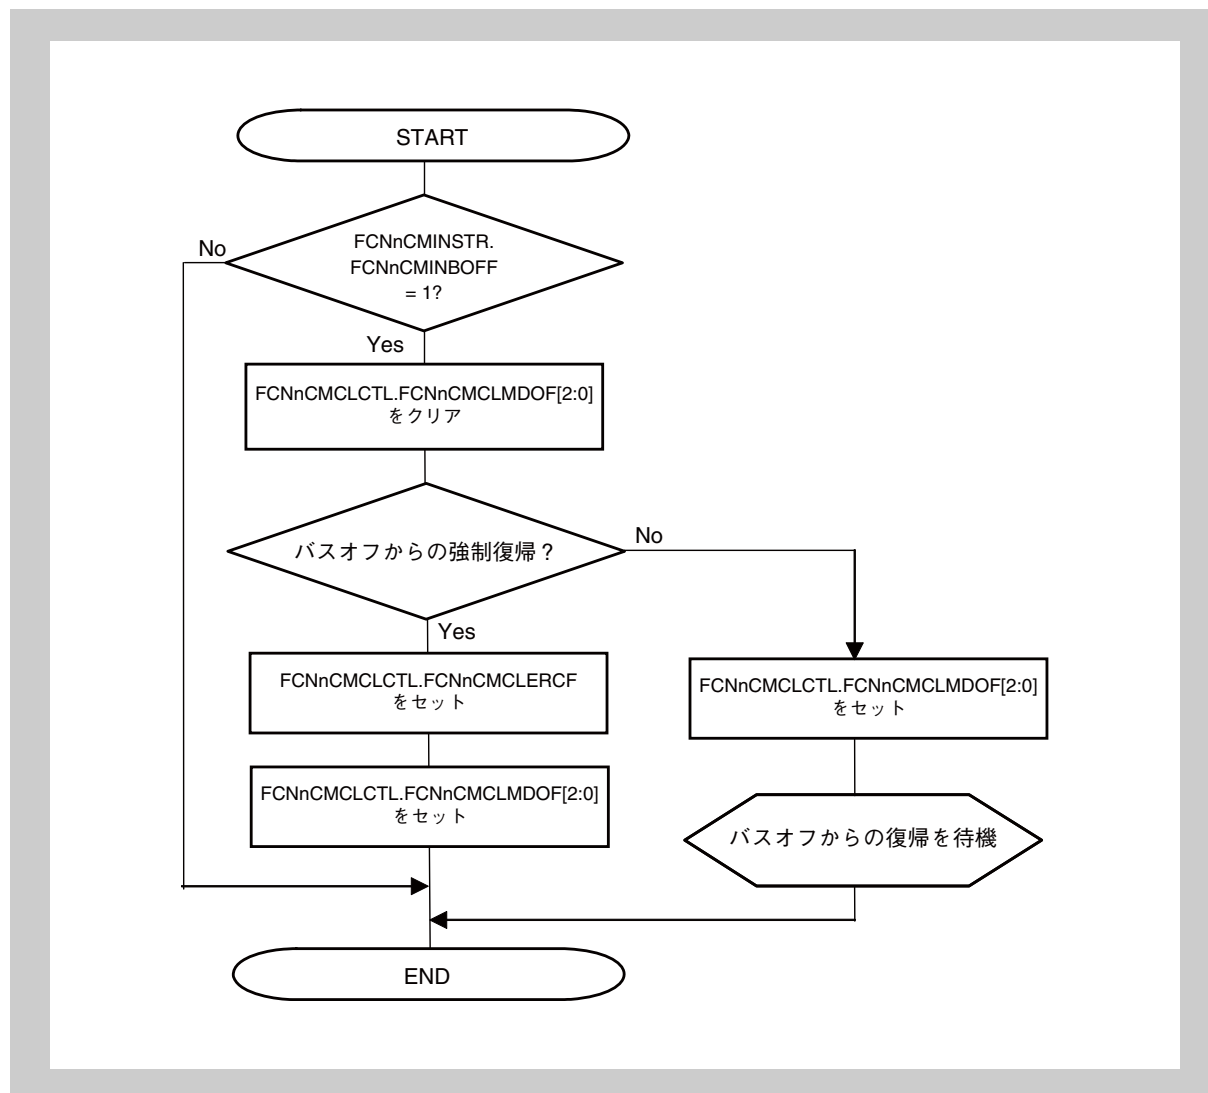 START
No
FCNnCMINSTR.
FCNnCMINBOFF
= 1?
Yes
FCNnCMCLCTL.FCNnCMCLMDOF[2:0]
をクリア
バスオフからの強制復帰？
No
Yes
FCNnCMCLCTL.FCNnCMCLERCF
をセット
FCNnCMCLCTL.FCNnCMCLMDOF[2:0]
をセット
FCNnCMCLCTL.FCNnCMCLMDOF[2:0]
をセット
バスオフからの復帰を待機
END